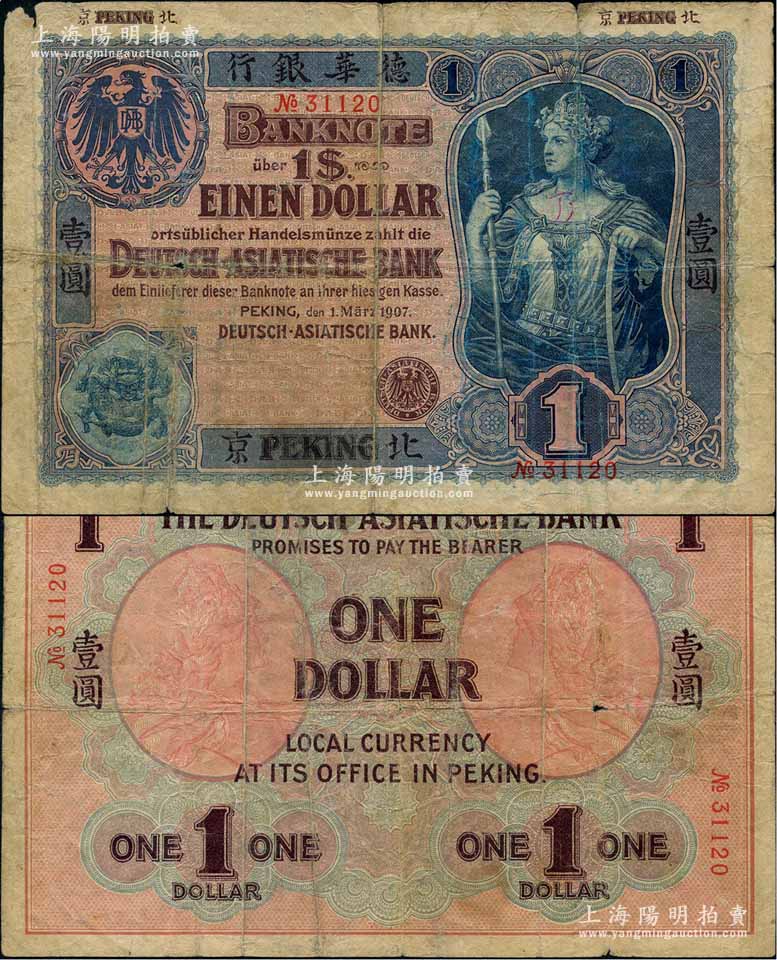 京 PEKING 北
京 PEKING 北
上海陽明拍賣
www.yangmingauction.com
行銀華德
1
1
DAB
№ 31120
BANKNOTE
über 1$.
EINEN DOLLAR
ortsüblicher Handelsmünze zahlt die
DEUTSCH-ASIATISCHE BANK
dem Einlieferer dieser Banknote an ihrer hiesigen Kasse.
PEKING, den 1. März 1907.
DEUTSCH-ASIATISCHE BANK.
壹圓
壹圓
京 PEKING 北
1
№ 31120
上海陽明拍賣
www.yangmingauction.com
1
THE DEUTSCH-ASIATISCHE BANK
1
PROMISES TO PAY THE BEARER
№ 31120
壹圓
ONE
DOLLAR
壹圓
LOCAL CURRENCY
AT ITS OFFICE IN PEKING.
№ 31120
ONE 1 ONE
DOLLAR
ONE 1 ONE
DOLLAR
上海陽明拍賣
www.yangmingauction.com